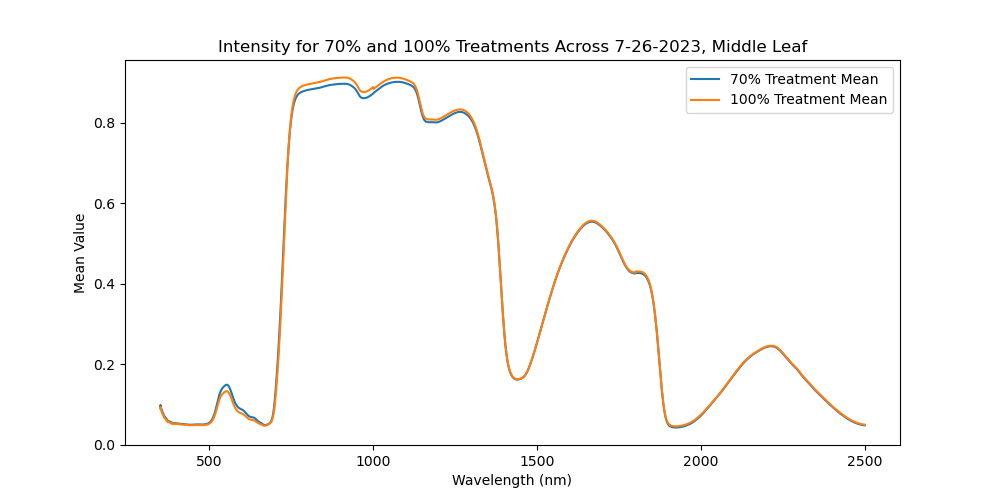 Intensity for 70% and 100% Treatments Across 7-26-2023, Middle Leaf
70% Treatment Mean
100% Treatment Mean
Mean Value
0.8
0.6
0.4
0.2
0.0
500 1000 1500 2000 2500
Wavelength (nm)